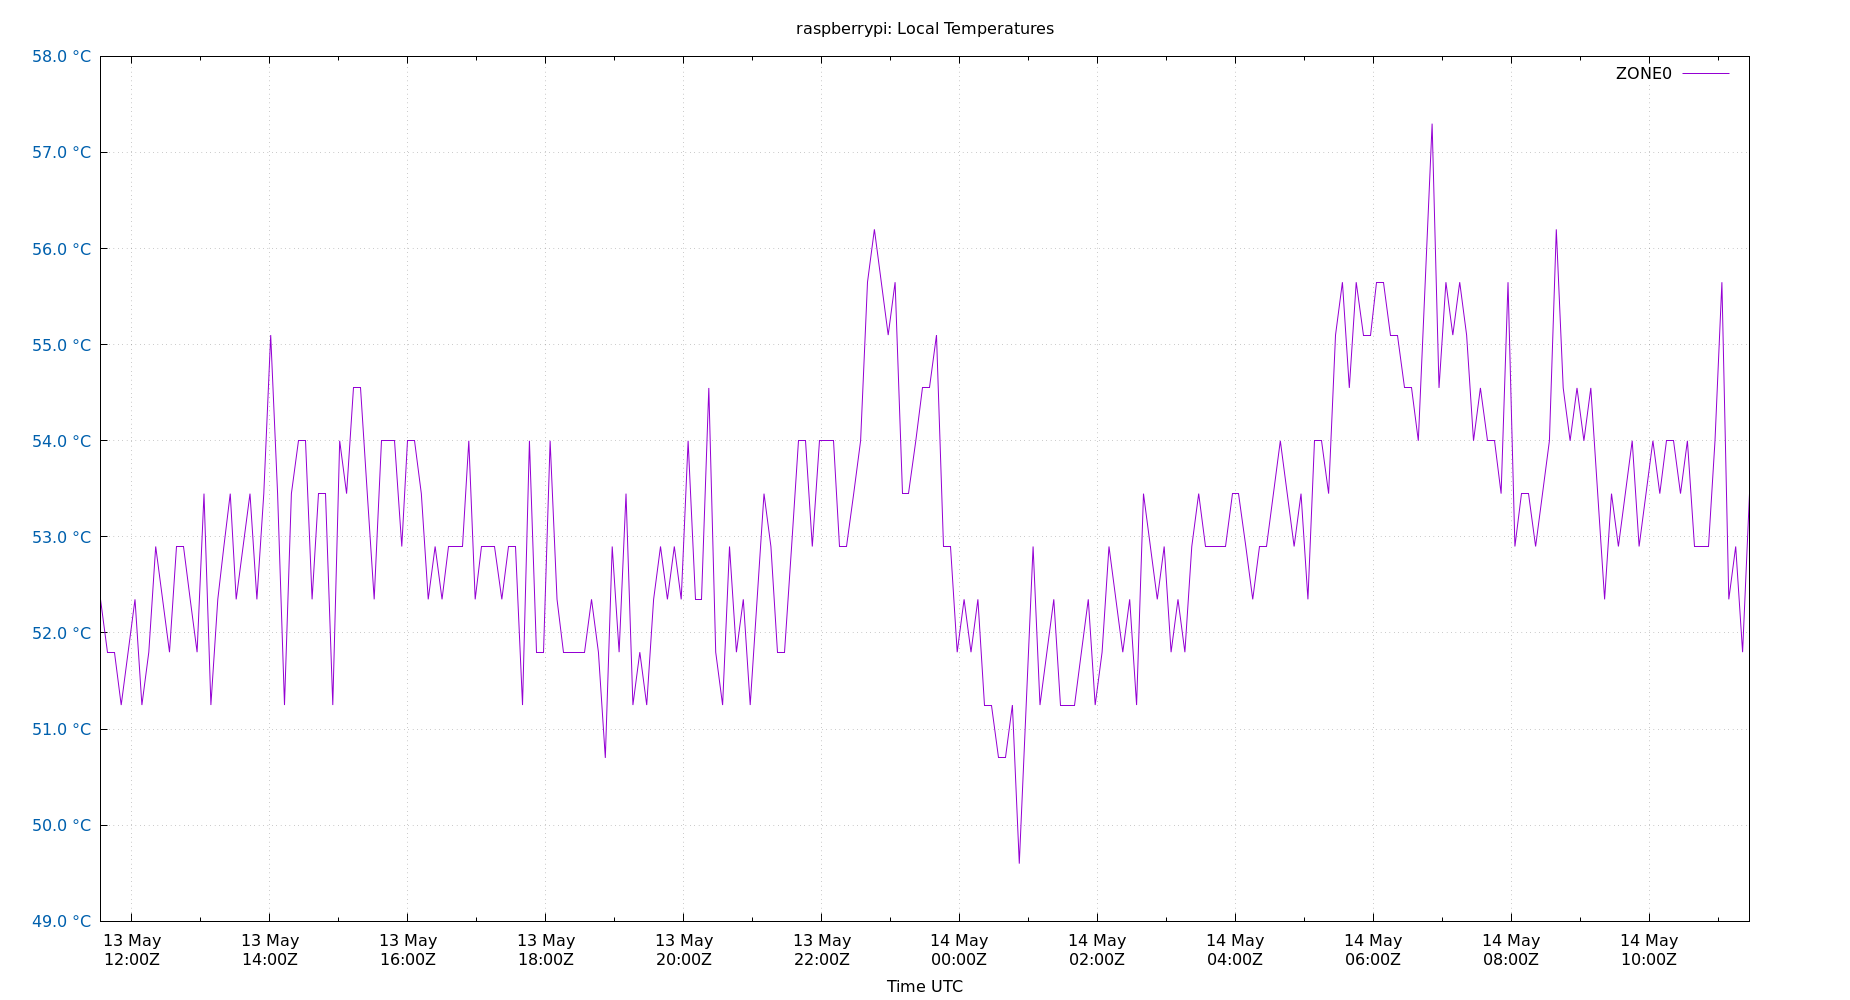 raspberrypi: Local Temperatures
58.0 °C
ZONE0
57.0 °C
56.0 °C
55.0 °C
54.0 °C
53.0 °C
52.0 °C
51.0 °C
50.0 °C
49.0 °C
13 May 13 May 13 May 13 May 13 May 13 May 14 May 14 May 14 May 14 May 14 May 14 May
12:00Z 14:00Z 16:00Z 18:00Z 20:00Z 22:00Z 00:00Z 02:00Z 04:00Z 06:00Z 08:00Z 10:00Z
Time UTC